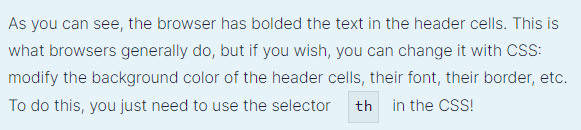 As you can see, the browser has bolded the text in the header cells. This is
what browsers generally do, but if you wish, you can change it with CSS:
modify the background color of the header cells, their font, their border, etc.
To do this, you just need to use the selector th in the CSS!